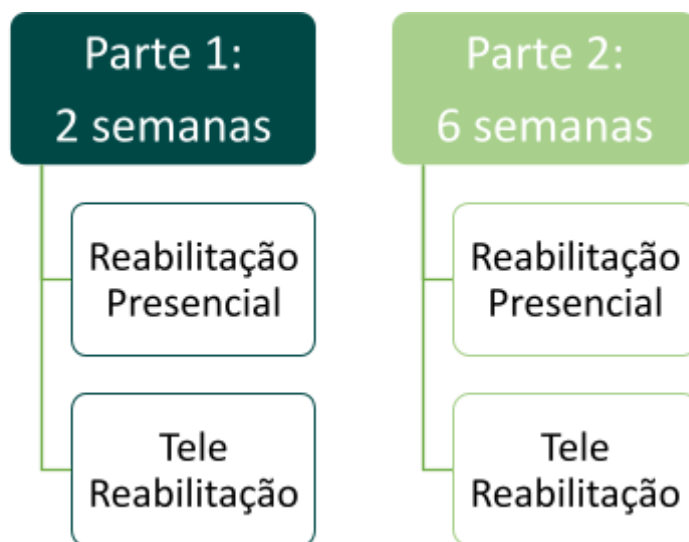 Parte 1:
2 semanas
Reabilitação
Presencial
Tele
Reabilitação
Parte 2:
6 semanas
Reabilitação
Presencial
Tele
Reabilitação